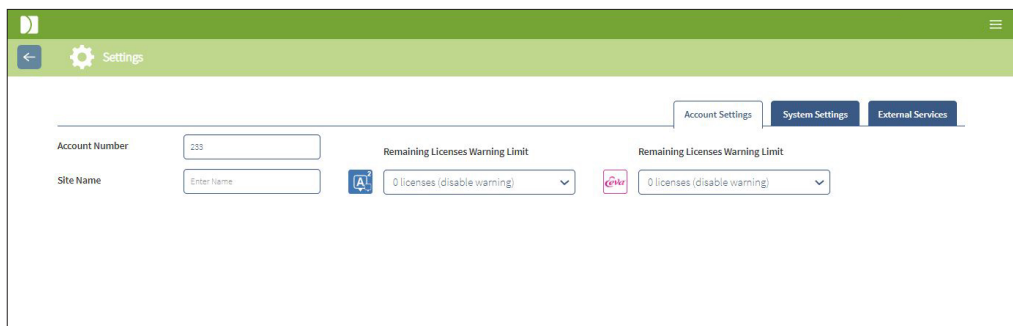 Settings
Account Settings System Settings External Services
Account Number 233
Remaining Licenses Warning Limit Remaining Licenses Warning Limit
Site Name Enter Name 0 licenses (disable warning) 0 licenses (disable warning)